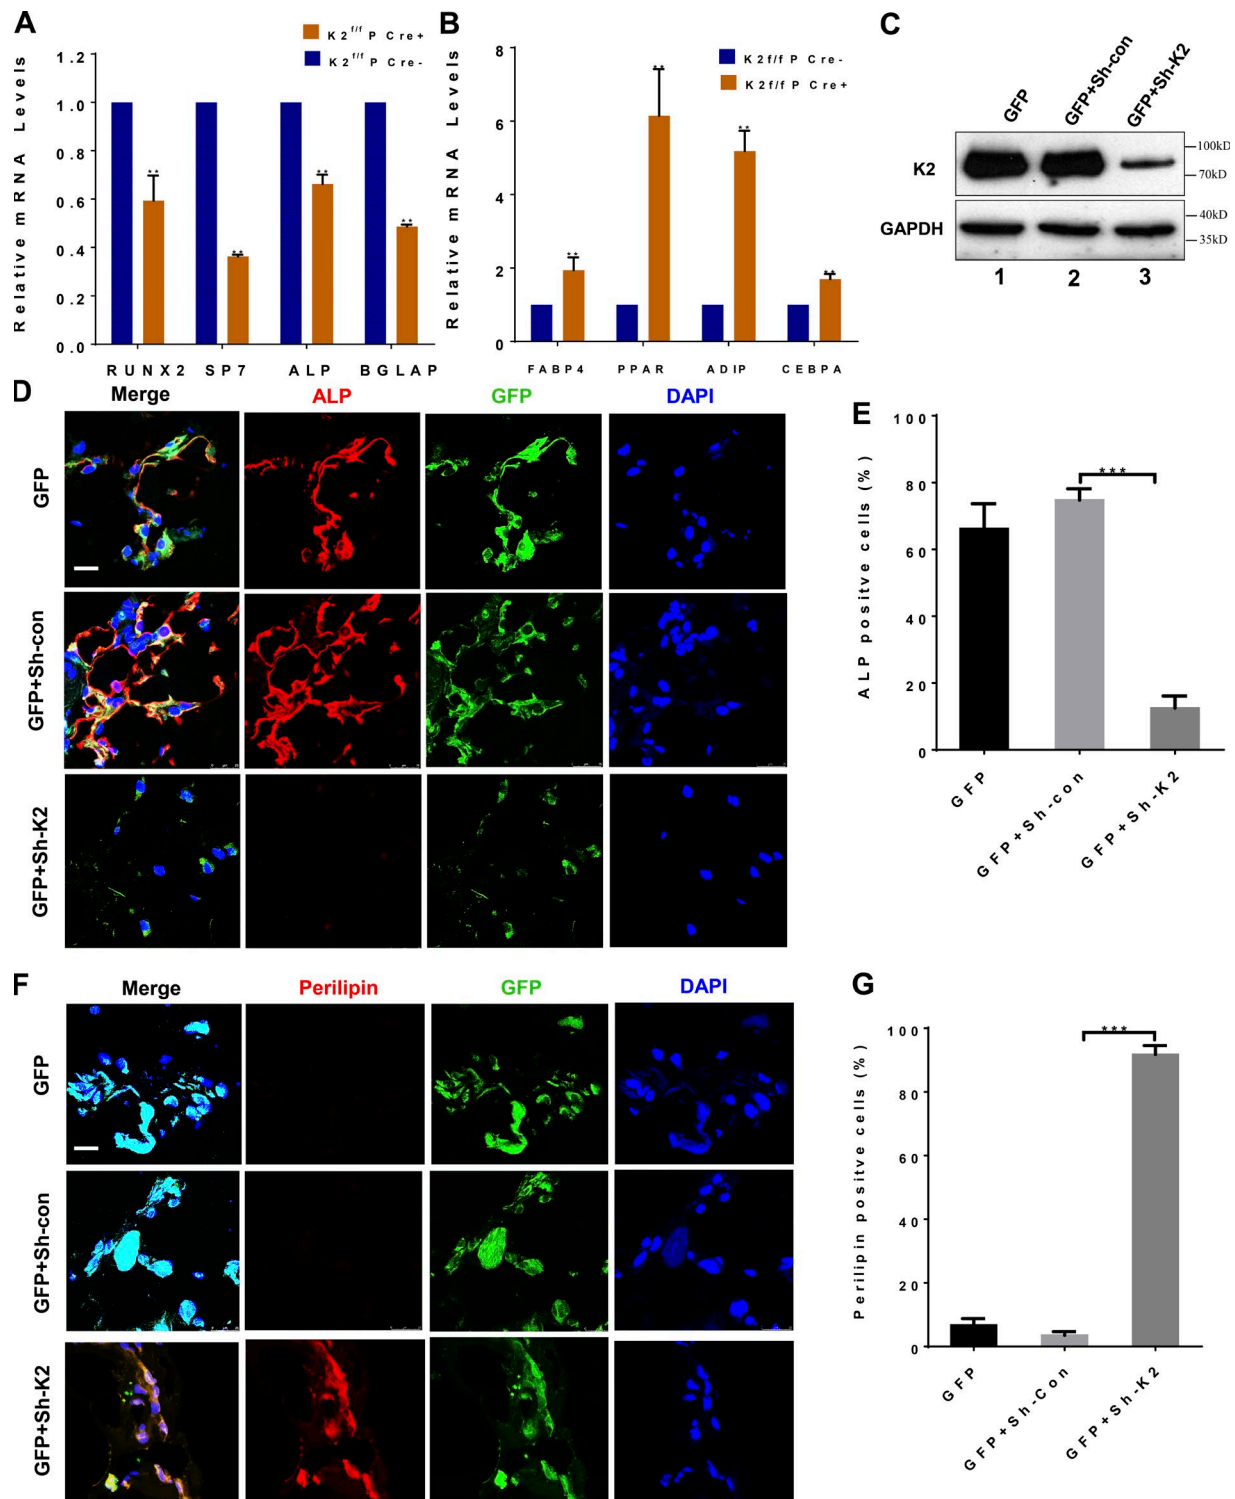 A
K2f/f P Cre+
K2f/f P Cre-
Relative mRNA Levels
1.2
1.0
0.8
0.6
0.4
0.2
0.0
**
**
**
**
RUNX2 SP7 ALP BGLAP
B
K2f/f P Cre-
K2f/f P Cre+
Relative mRNA Levels
8
6
4
2
0
**
**
**
**
FABP4 PPAR ADIP CEBPA
C
GFP GFP+Sh-con GFP+Sh-K2
K2
100kD
70kD
GAPDH
40kD
35kD
1 2 3
D
Merge ALP GFP DAPI
GFP
GFP+Sh-con
GFP+Sh-K2
E
ALP positive cells (%)
100
80
60
40
20
0
***
GFP GFP+Sh-con GFP+Sh-K2
F
Merge Perilipin GFP DAPI
GFP
GFP+Sh-con
GFP+Sh-K2
G
Perilipin positve cells (%)
100
80
60
40
20
0
***
GFP GFP+Sh-Con GFP+Sh-K2